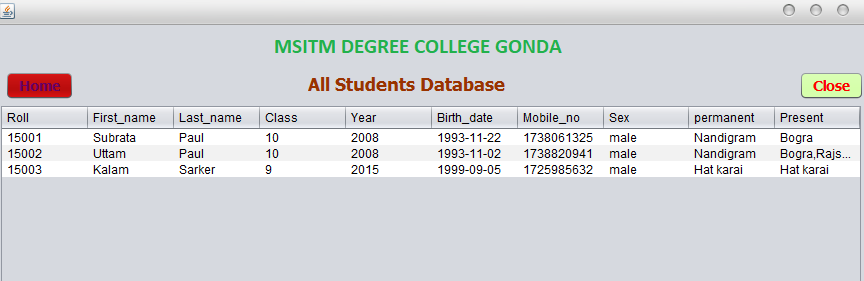 MSITM DEGREE COLLEGE GONDA
Home All Students Database Close
Roll First_name Last_name Class Year Birth_date Mobile_no Sex permanent Present
15001 Subrata Paul 10 2008 1993-11-22 1738061325 male Nandigram Bogra
15002 Uttam Paul 10 2008 1993-11-02 1738820941 male Nandigram Bogra,Rajs...
15003 Kalam Sarker 9 2015 1999-09-05 1725985632 male Hat karai Hat karai